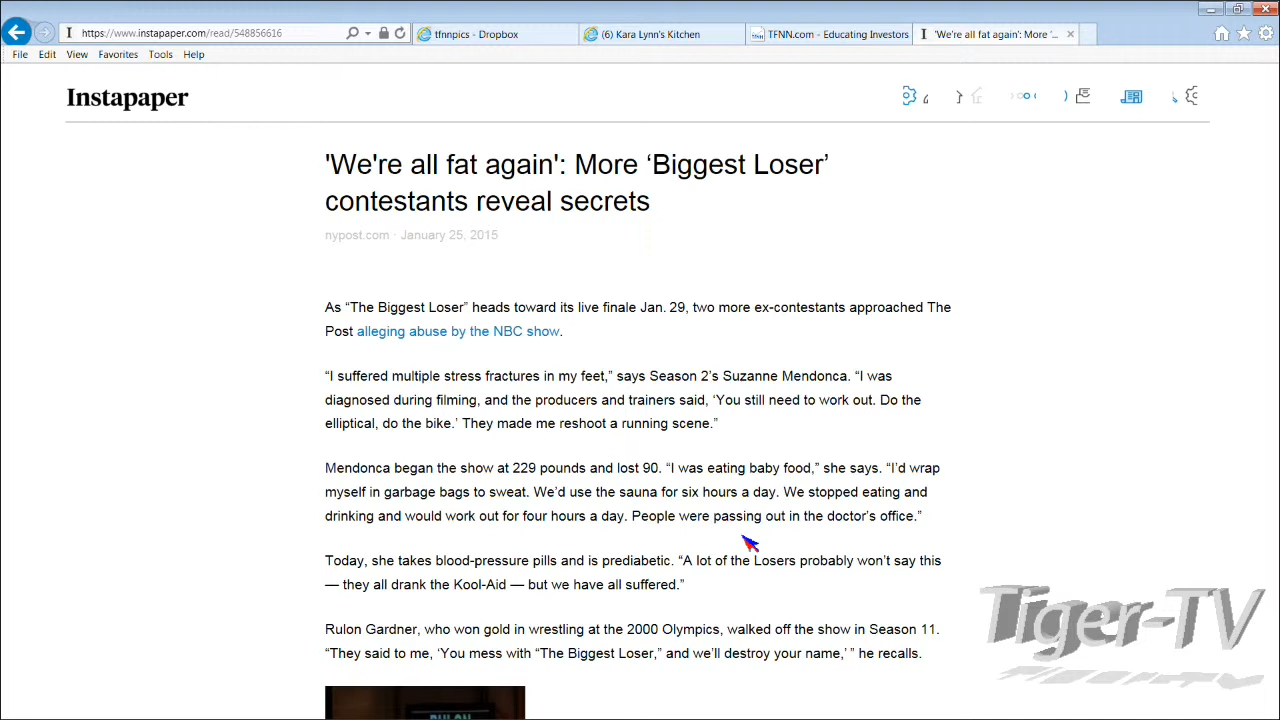 https://www.instapaper.com/read/548856616
tfnnpics - Dropbox
(6) Kara Lynn's Kitchen
TFNN.com - Educating Investors
'We're all fat again': More '...
File Edit View Favorites Tools Help
Instapaper
'We're all fat again': More ‘Biggest Loser’
contestants reveal secrets
nypost.com · January 25, 2015
As “The Biggest Loser” heads toward its live finale Jan. 29, two more ex-contestants approached The
Post alleging abuse by the NBC show.
“I suffered multiple stress fractures in my feet,” says Season 2’s Suzanne Mendonca. “I was
diagnosed during filming, and the producers and trainers said, ‘You still need to work out. Do the
elliptical, do the bike.’ They made me reshoot a running scene.”
Mendonca began the show at 229 pounds and lost 90. “I was eating baby food,” she says. “I’d wrap
myself in garbage bags to sweat. We’d use the sauna for six hours a day. We stopped eating and
drinking and would work out for four hours a day. People were passing out in the doctor’s office.”
Today, she takes blood-pressure pills and is prediabetic. “A lot of the Losers probably won’t say this
— they all drank the Kool-Aid — but we have all suffered.”
Rulon Gardner, who won gold in wrestling at the 2000 Olympics, walked off the show in Season 11.
“They said to me, ‘You mess with “The Biggest Loser,” and we’ll destroy your name,’ ” he recalls.
Tiger-TV